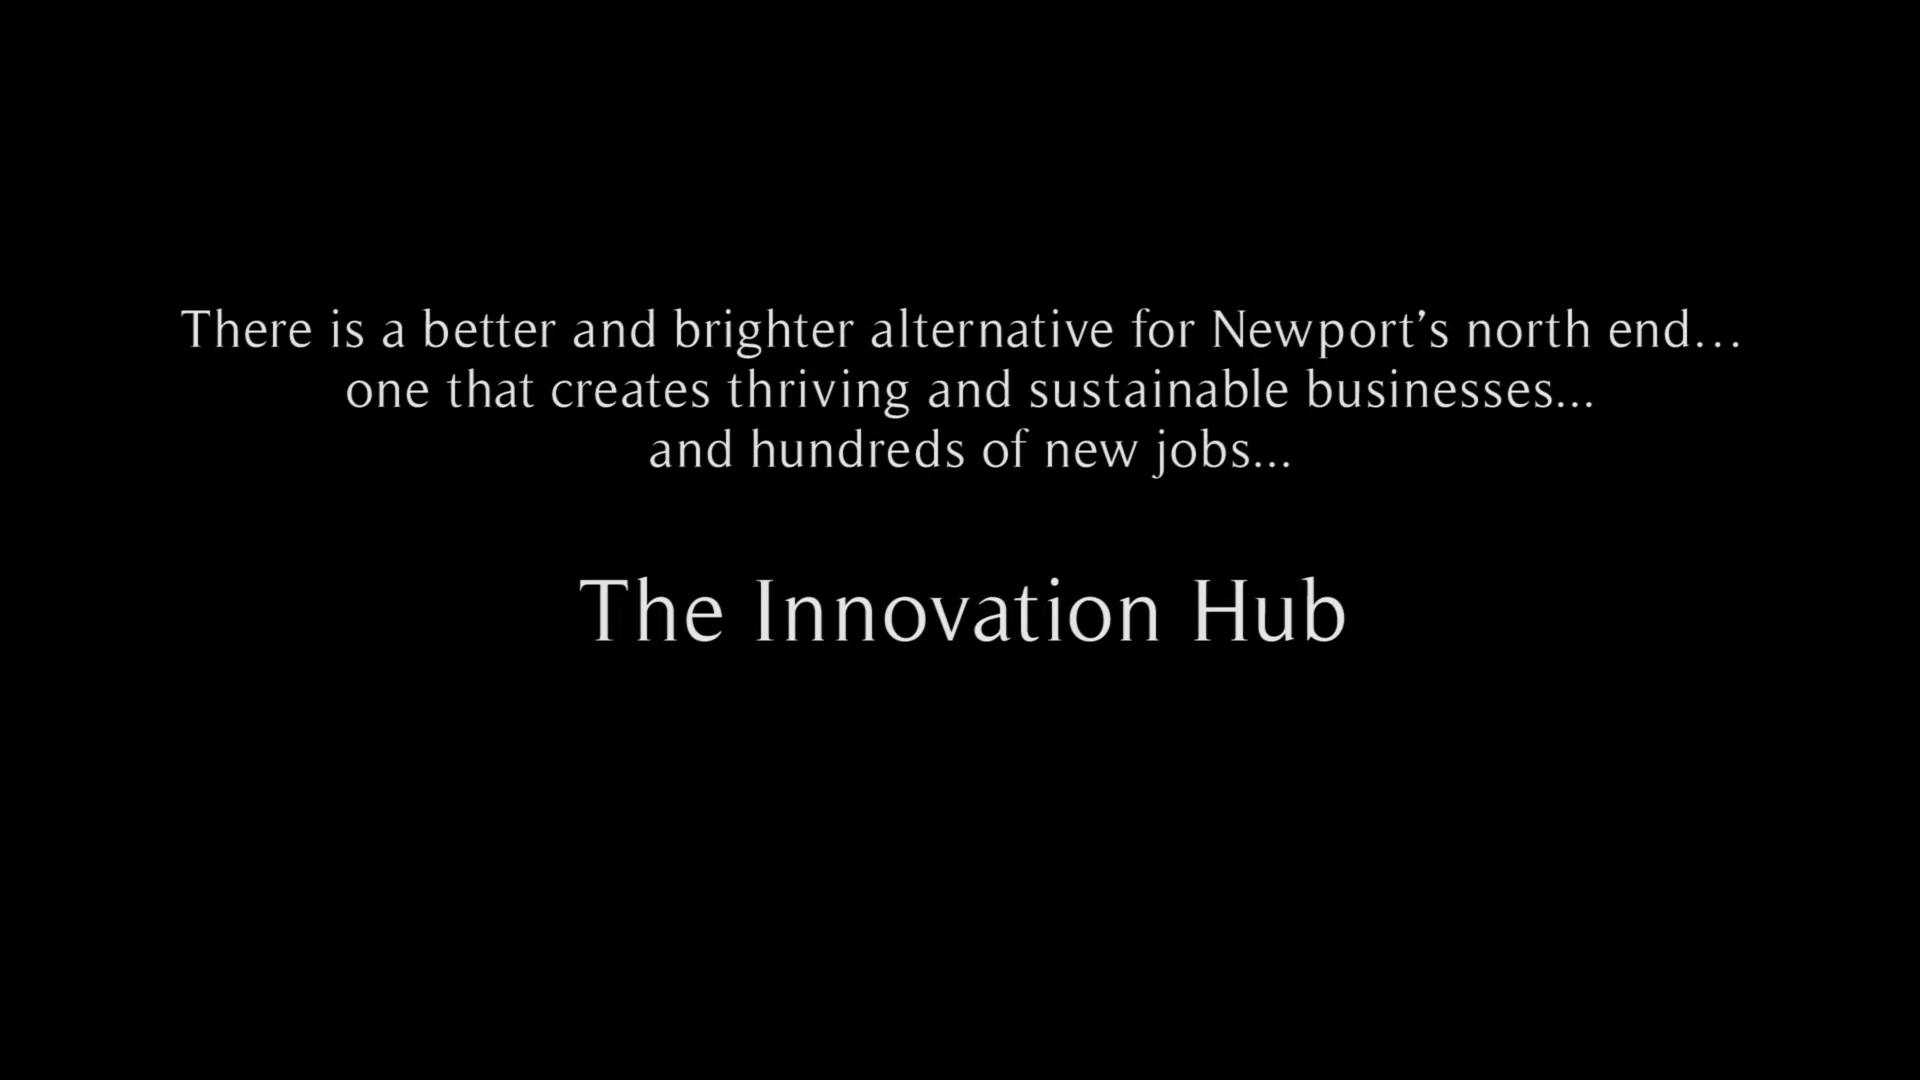 There is a better and brighter alternative for Newport’s north end…
one that creates thriving and sustainable businesses...
and hundreds of new jobs...
The Innovation Hub